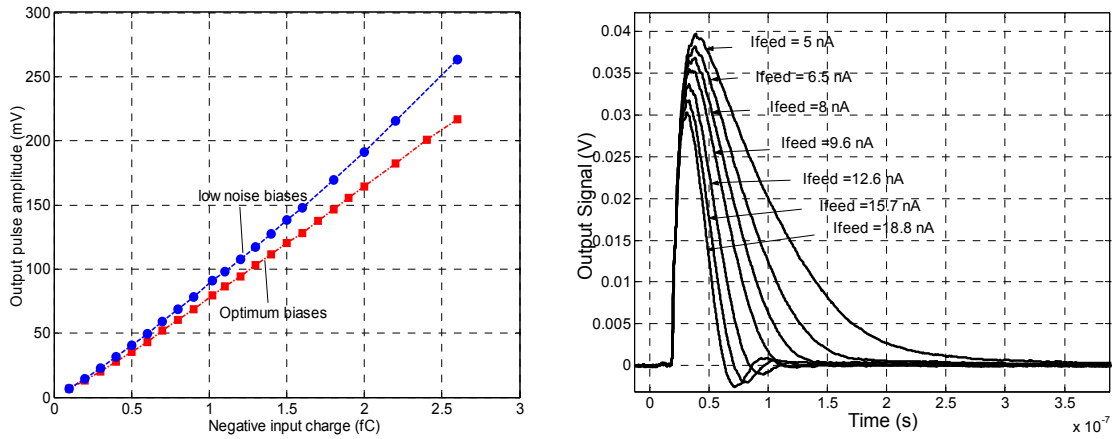 300
250
200
150
100
50
0
Output pulse amplitude (mV)
low noise biases
Optimum biases
0
0.5
1
1.5
2
2.5
3
Negative input charge (fC)
0.04
0.035
0.03
0.025
0.02
0.015
0.01
0.005
0
Output Signal (V)
Ifeed = 5 nA
Ifeed = 6.5 nA
Ifeed = 8 nA
Ifeed =9.6 nA
Ifeed =12.6 nA
Ifeed =15.7 nA
Ifeed =18.8 nA
0
0.5
1
1.5
2
2.5
3
3.5
Time (s)
x 10⁻⁷